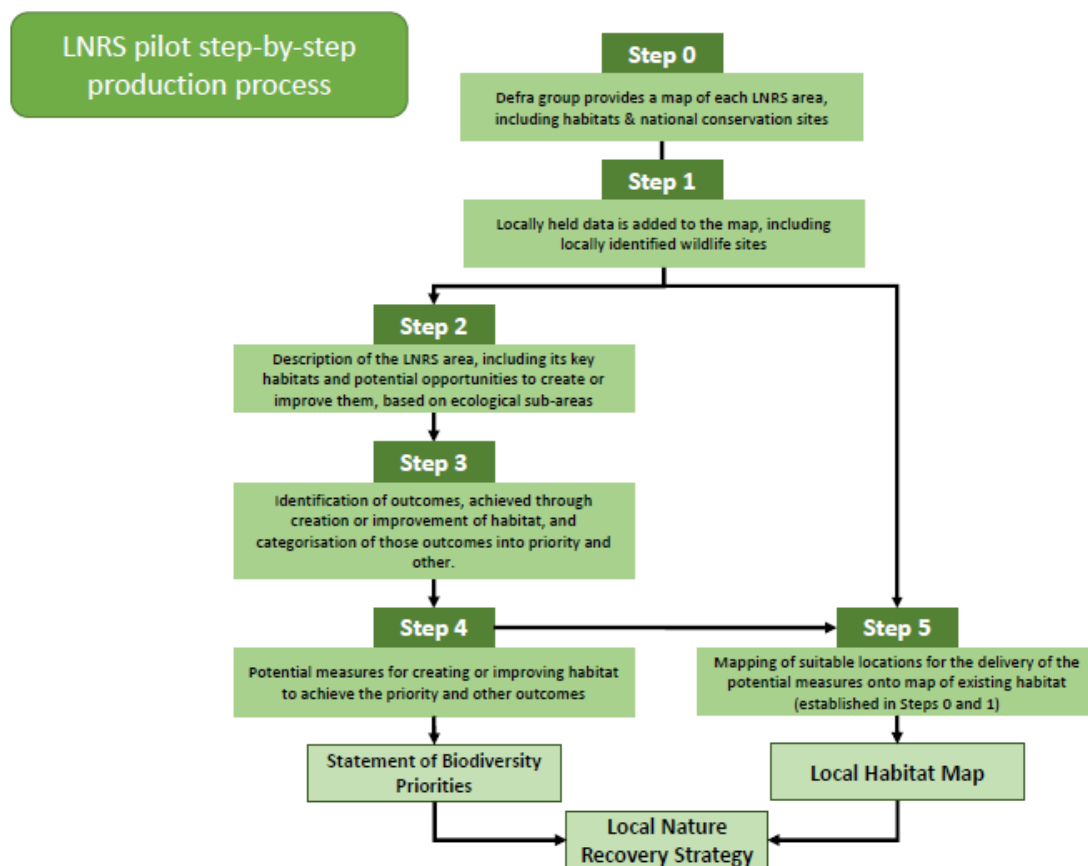 LNRS pilot step-by-step
production process
Step 0
Defra group provides a map of each LNRS area,
including habitats & national conservation sites
Step 1
Locally held data is added to the map, including
locally identified wildlife sites
Step 2
Description of the LNRS area, including its key
habitats and potential opportunities to create or
improve them, based on ecological sub-areas
Step 3
Identification of outcomes, achieved through
creation or improvement of habitat, and
categorisation of those outcomes into priority and
other.
Step 4
Potential measures for creating or improving habitat
to achieve the priority and other outcomes
Step 5
Mapping of suitable locations for the delivery of the
potential measures onto map of existing habitat
(established in Steps 0 and 1)
Statement of Biodiversity
Priorities
Local Habitat Map
Local Nature
Recovery Strategy